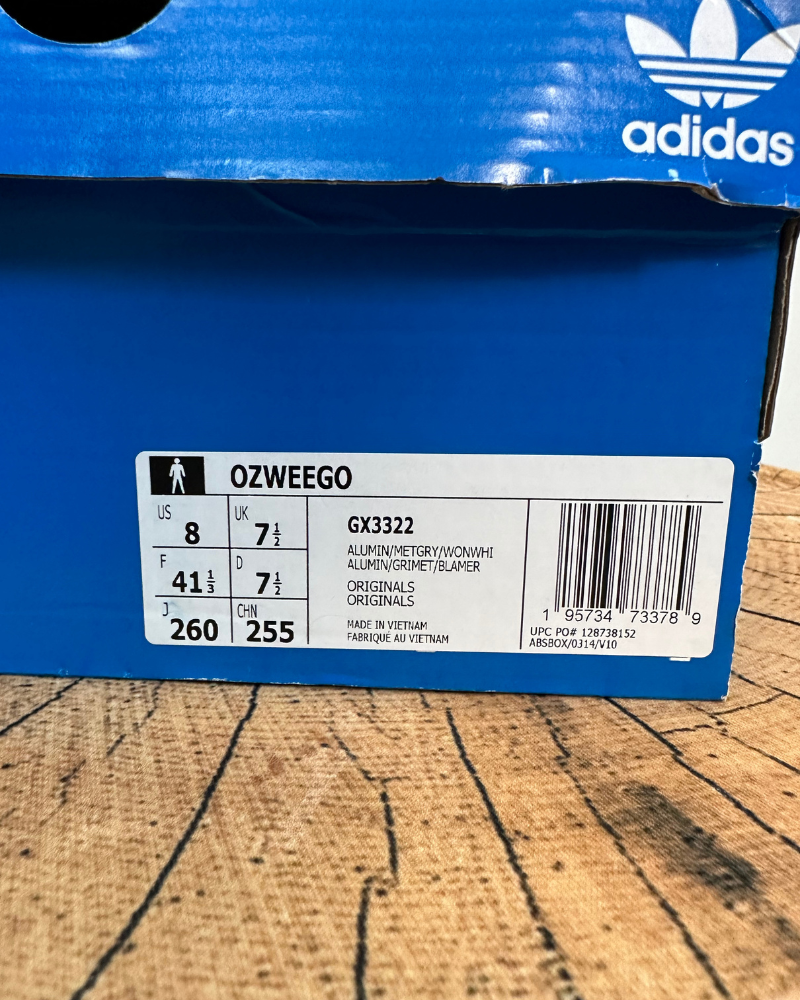 adidas
OZWEEGO
US 8 UK 7½
F 41⅓ D 7½
J 260 CHN 255
GX3322
ALUMIN/METGRY/WONWHI
ALUMIN/GRIMET/BLAMER
ORIGINALS
ORIGINALS
MADE IN VIETNAM
FABRIQUÉ AU VIETNAM
1 95734 73378 9
UPC PO# 128738152
ABSBOX/0314/V10